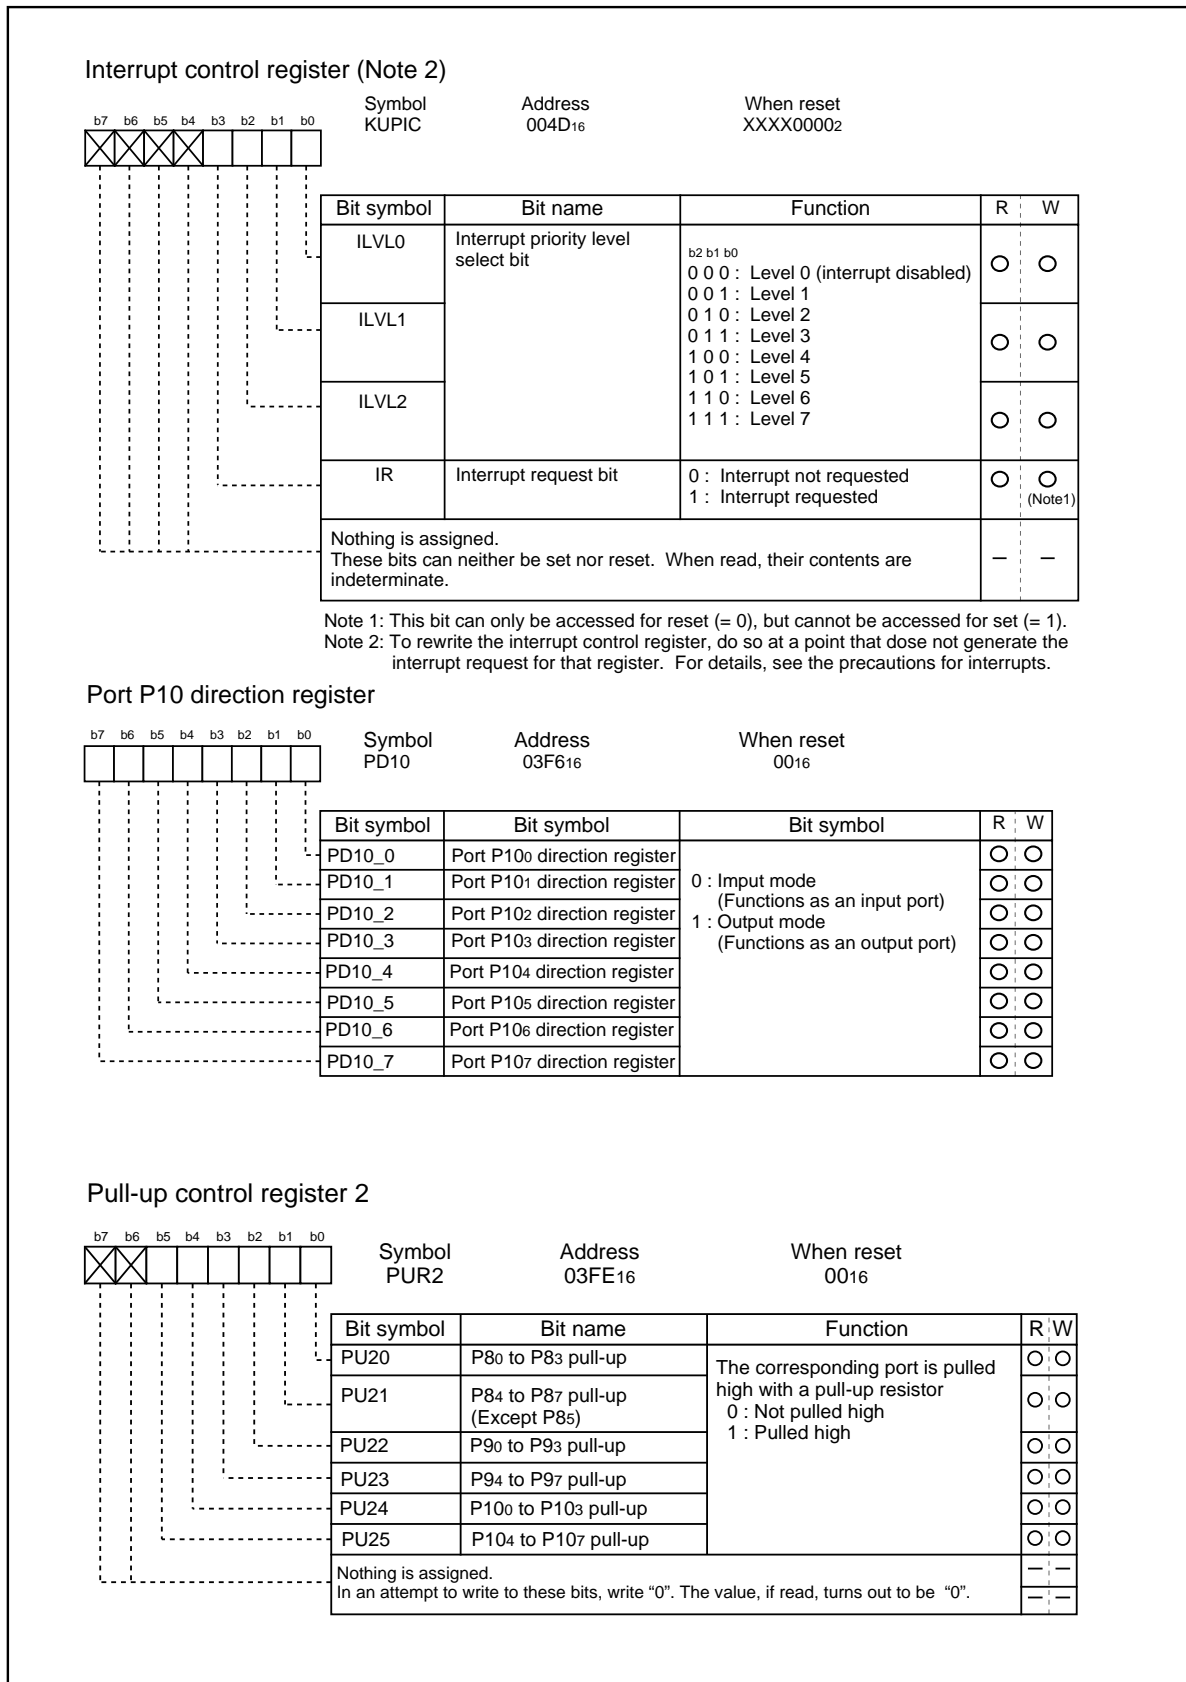 Interrupt control register (Note 2)
Symbol Address When reset
b7 b6 b5 b4 b3 b2 b1 b0 KUPIC 004D16 XXXX00002
Bit symbol Bit name Function R W
ILVL0 Interrupt priority level
select bit
b2 b1 b0
0 0 0 : Level 0 (interrupt disabled)
0 0 1 : Level 1
ILVL1 0 1 0 : Level 2
0 1 1 : Level 3
1 0 0 : Level 4
1 0 1 : Level 5
ILVL2 1 1 0 : Level 6
1 1 1 : Level 7
IR Interrupt request bit 0 : Interrupt not requested
1 : Interrupt requested (Note1)
Nothing is assigned.
These bits can neither be set nor reset. When read, their contents are – –
indeterminate.
Note 1: This bit can only be accessed for reset (= 0), but cannot be accessed for set (= 1).
Note 2: To rewrite the interrupt control register, do so at a point that dose not generate the
interrupt request for that register. For details, see the precautions for interrupts.
Port P10 direction register
b7 b6 b5 b4 b3 b2 b1 b0 Symbol Address When reset
PD10 03F616 0016
Bit symbol Bit symbol Bit symbol R W
PD10_0 Port P100 direction register
PD10_1 Port P101 direction register 0 : Imput mode
(Functions as an input port)
PD10_2 Port P102 direction register 1 : Output mode
PD10_3 Port P103 direction register (Functions as an output port)
PD10_4 Port P104 direction register
PD10_5 Port P105 direction register
PD10_6 Port P106 direction register
PD10_7 Port P107 direction register
Pull-up control register 2
b7 b6 b5 b4 b3 b2 b1 b0
Symbol Address When reset
PUR2 03FE16 0016
Bit symbol Bit name Function R W
PU20 P80 to P83 pull-up The corresponding port is pulled
PU21 P84 to P87 pull-up high with a pull-up resistor
(Except P85) 0 : Not pulled high
1 : Pulled high
PU22 P90 to P93 pull-up
PU23 P94 to P97 pull-up
PU24 P100 to P103 pull-up
PU25 P104 to P107 pull-up
Nothing is assigned. – –
In an attempt to write to these bits, write “0”. The value, if read, turns out to be “0”. – –